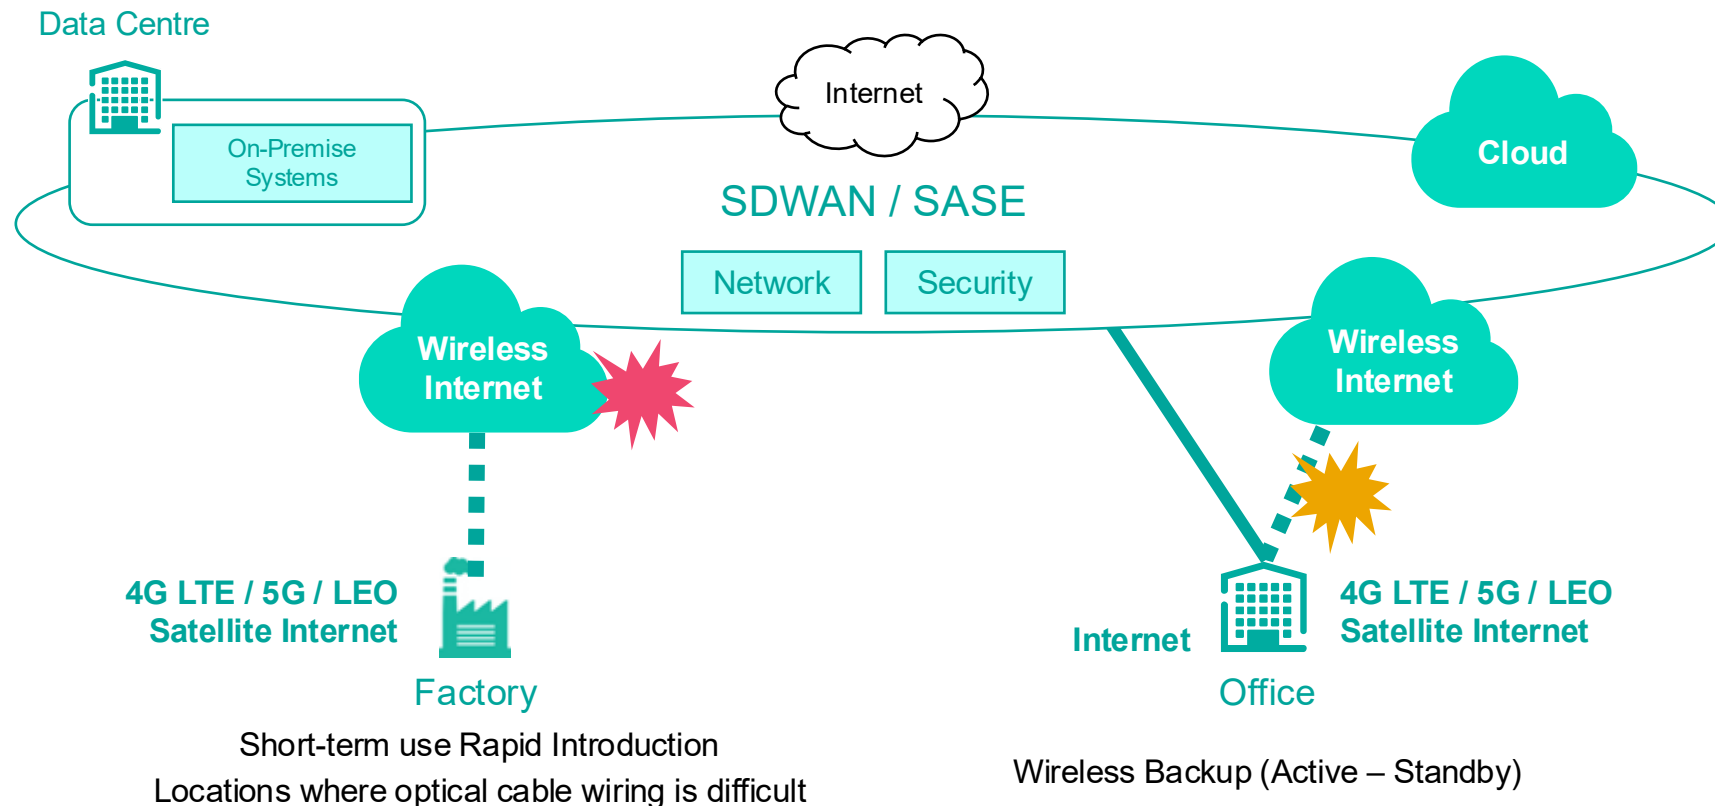 Data Centre
Internet
On-Premise
Systems
Cloud
SDWAN / SASE
Network
Security
Wireless
Internet
Wireless
Internet
4G LTE / 5G / LEO
Satellite Internet
Factory
Short-term use Rapid Introduction
Locations where optical cable wiring is difficult
Internet
4G LTE / 5G / LEO
Satellite Internet
Office
Wireless Backup (Active – Standby)